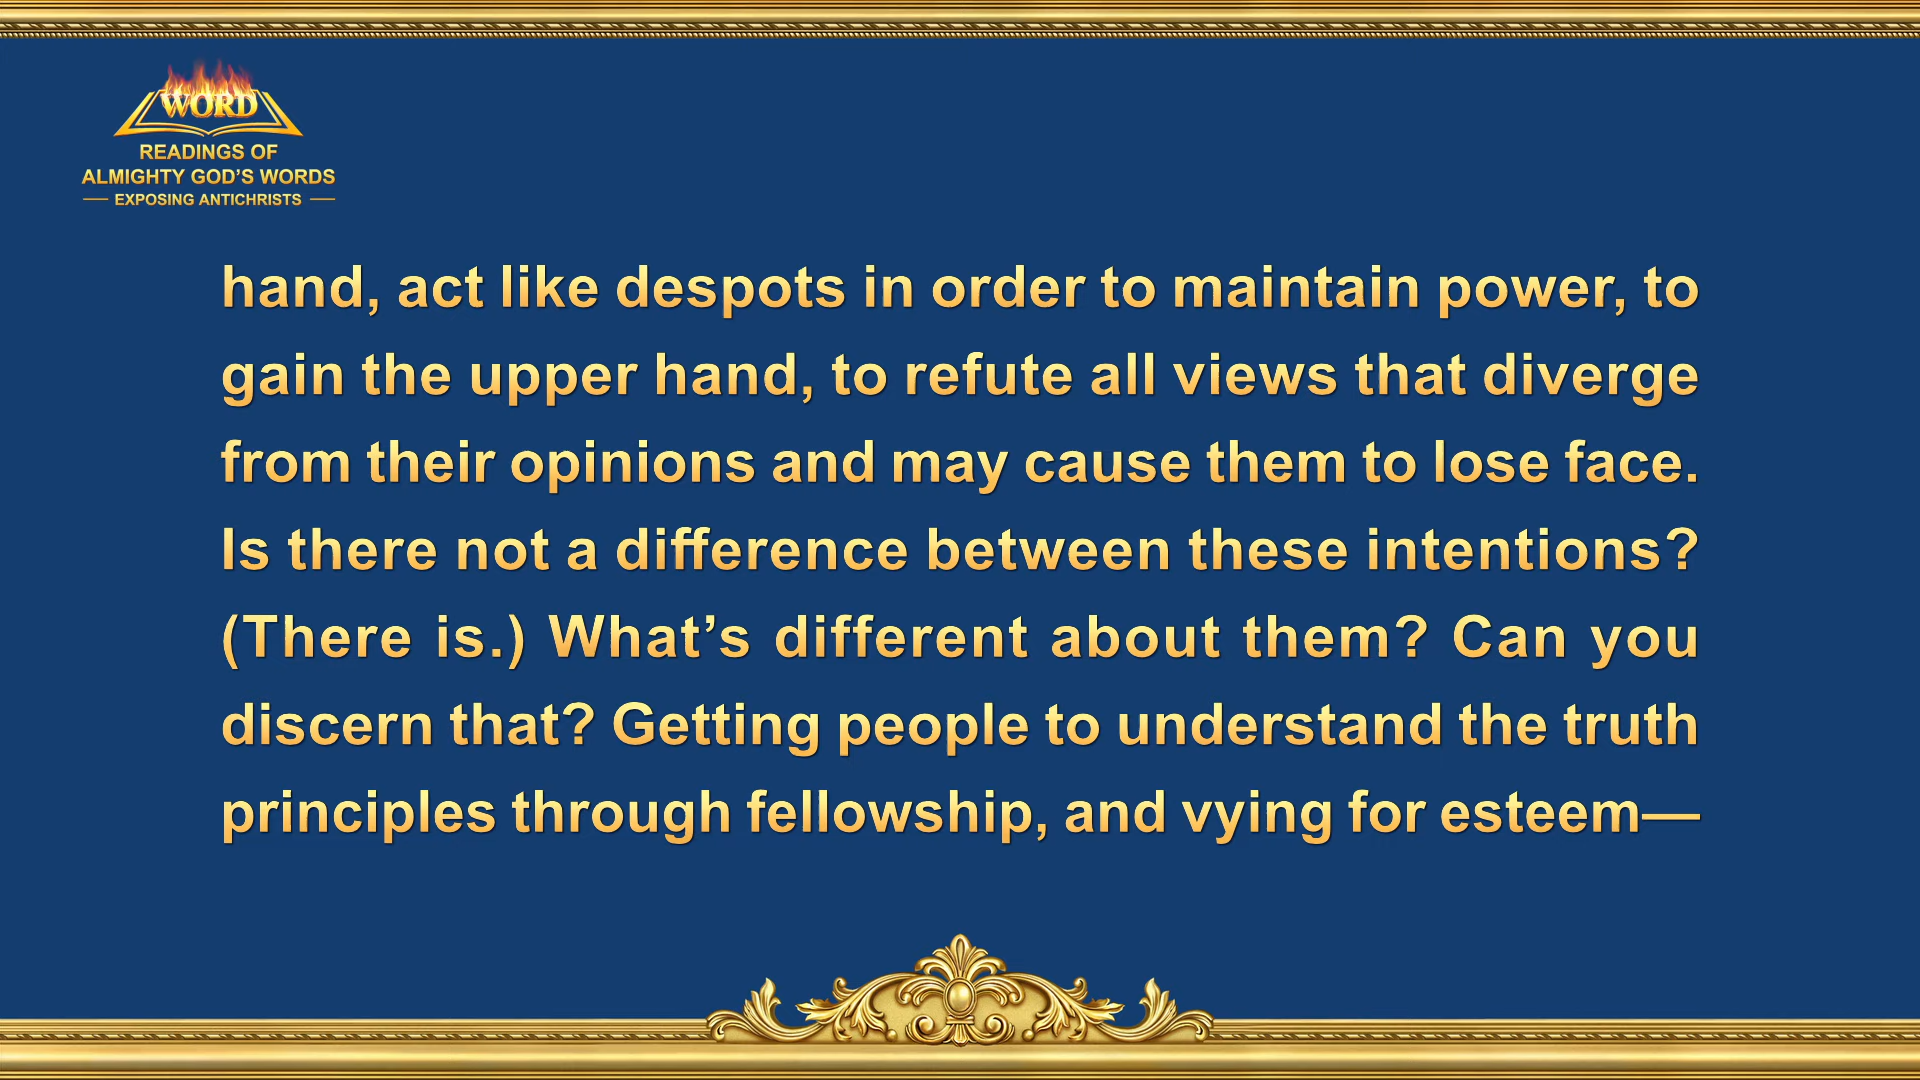 WORD
READINGS OF
ALMIGHTY GOD’S WORDS
EXPOSING ANTICHRISTS
hand, act like despots in order to maintain power, to
gain the upper hand, to refute all views that diverge
from their opinions and may cause them to lose face.
Is there not a difference between these intentions?
(There is.) What’s different about them? Can you
discern that? Getting people to understand the truth
principles through fellowship, and vying for esteem—